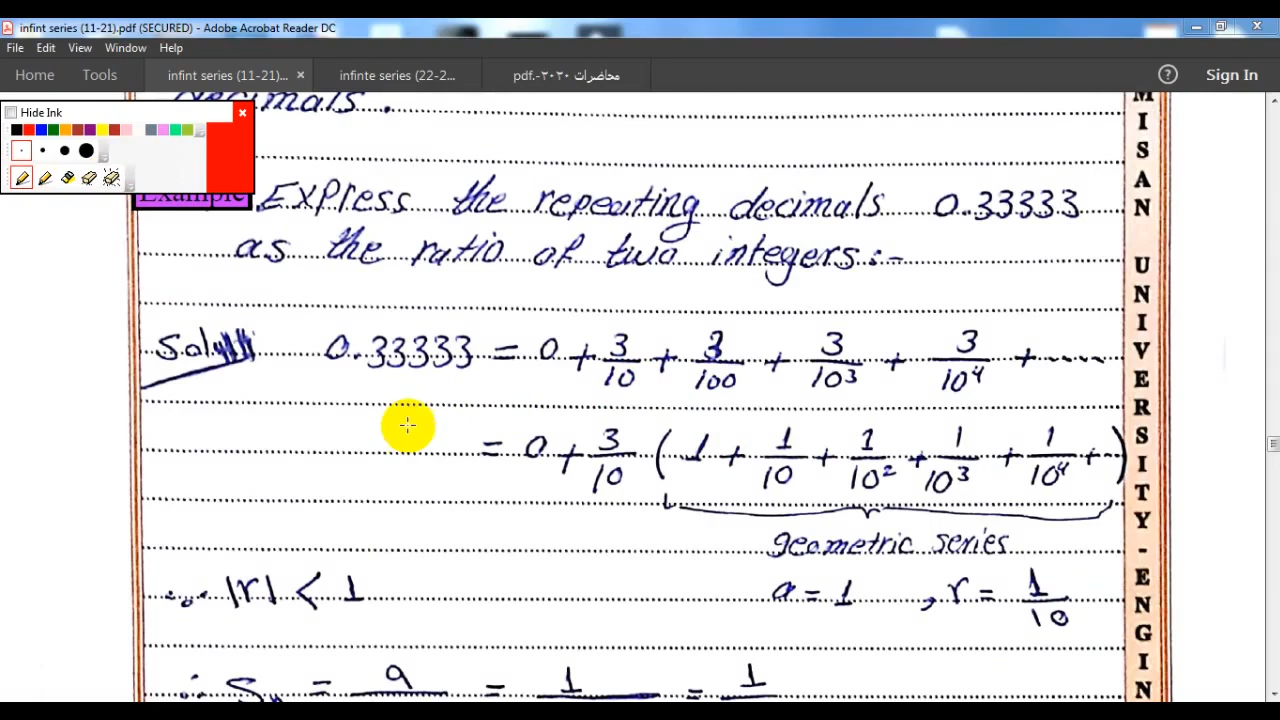 infint series (11-21).pdf (SECURED) - Adobe Acrobat Reader DC
File Edit View Window Help
Home Tools infint series (11-21)... × infinte series (22-2... محاضرات ٢٠٢٠-.pdf ? Sign In
Hide Ink
decimals.
Example Express the repeating decimals 0.33333
as the ratio of two integers:-
0.33333 = 0 + 3/10 + 3/100 + 3/10³ + 3/10⁴ + .....
= 0 + 3/10 ( 1 + 1/10 + 1/10² + 1/10³ + 1/10⁴ + ... )
geometric series
∵ |r| < 1 a = 1 , r = 1/10
∴ = a = 1 = 1
MISAN UNIVERSITY - ENGIN